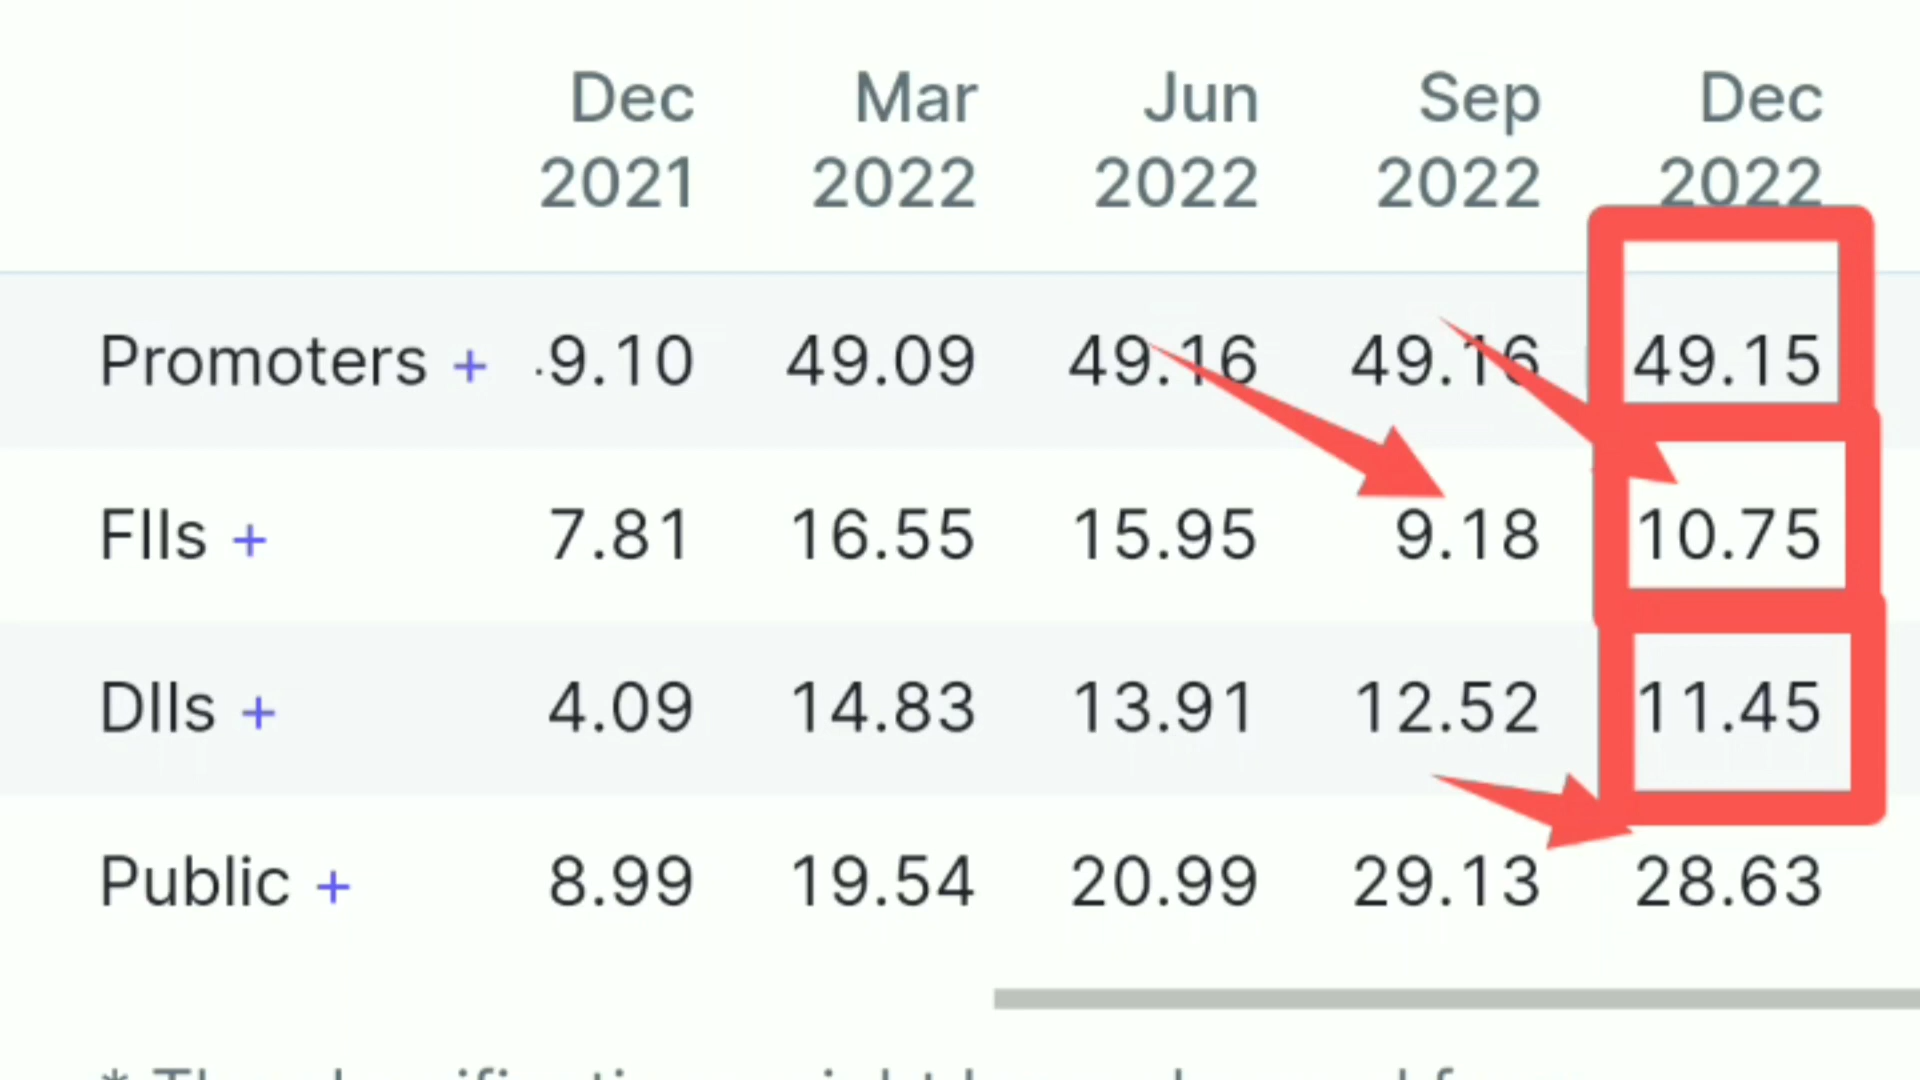 Dec Mar Jun Sep Dec
2021 2022 2022 2022 2022
Promoters + 9.10 49.09 49.16 49.16 49.15
FIIs + 7.81 16.55 15.95 9.18 10.75
DIIs + 4.09 14.83 13.91 12.52 11.45
Public + 8.99 19.54 20.99 29.13 28.63